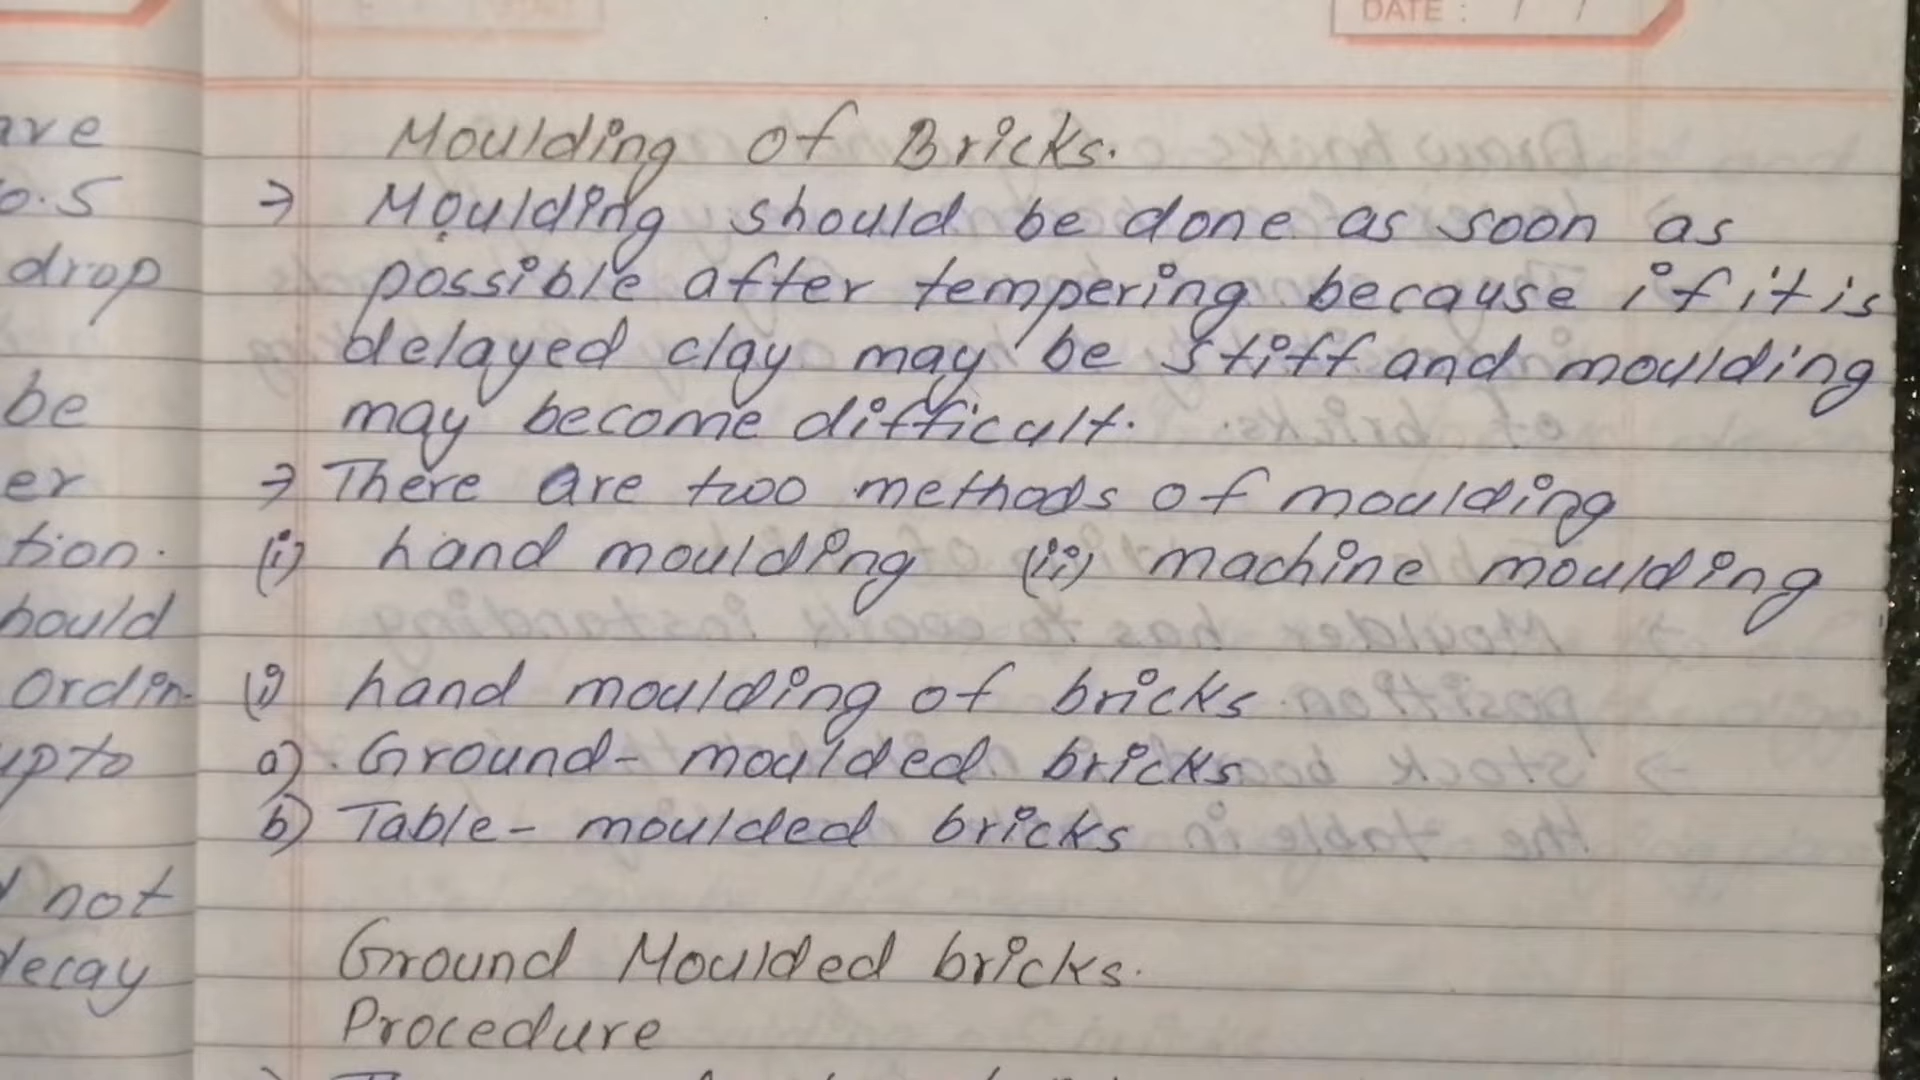 DATE : / /
are
0.5
drop
be
er
tion.
hould
Ordin-
upto
not
decay
Moulding of Bricks.
→ Moulding should be done as soon as
possible after tempering because if it is
delayed clay may be stiff and moulding
may become difficult.
→ There are two methods of moulding
(i) hand moulding (ii) machine moulding
(i) hand moulding of bricks
a). Ground- moulded bricks
b) Table- moulded bricks
Ground Moulded bricks.
Procedure